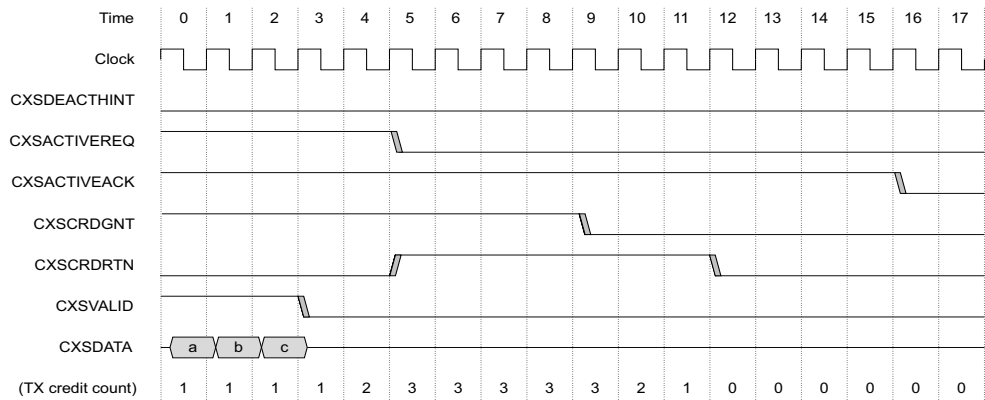 Time 0 1 2 3 4 5 6 7 8 9 10 11 12 13 14 15 16 17
Clock
CXSDEACTHINT
CXSACTIVEREQ
CXSACTIVEACK
CXSCRDGNT
CXSCRDRTN
CXSVALID
CXSDATA a b c
(TX credit count) 1 1 1 1 2 3 3 3 3 3 2 1 0 0 0 0 0 0